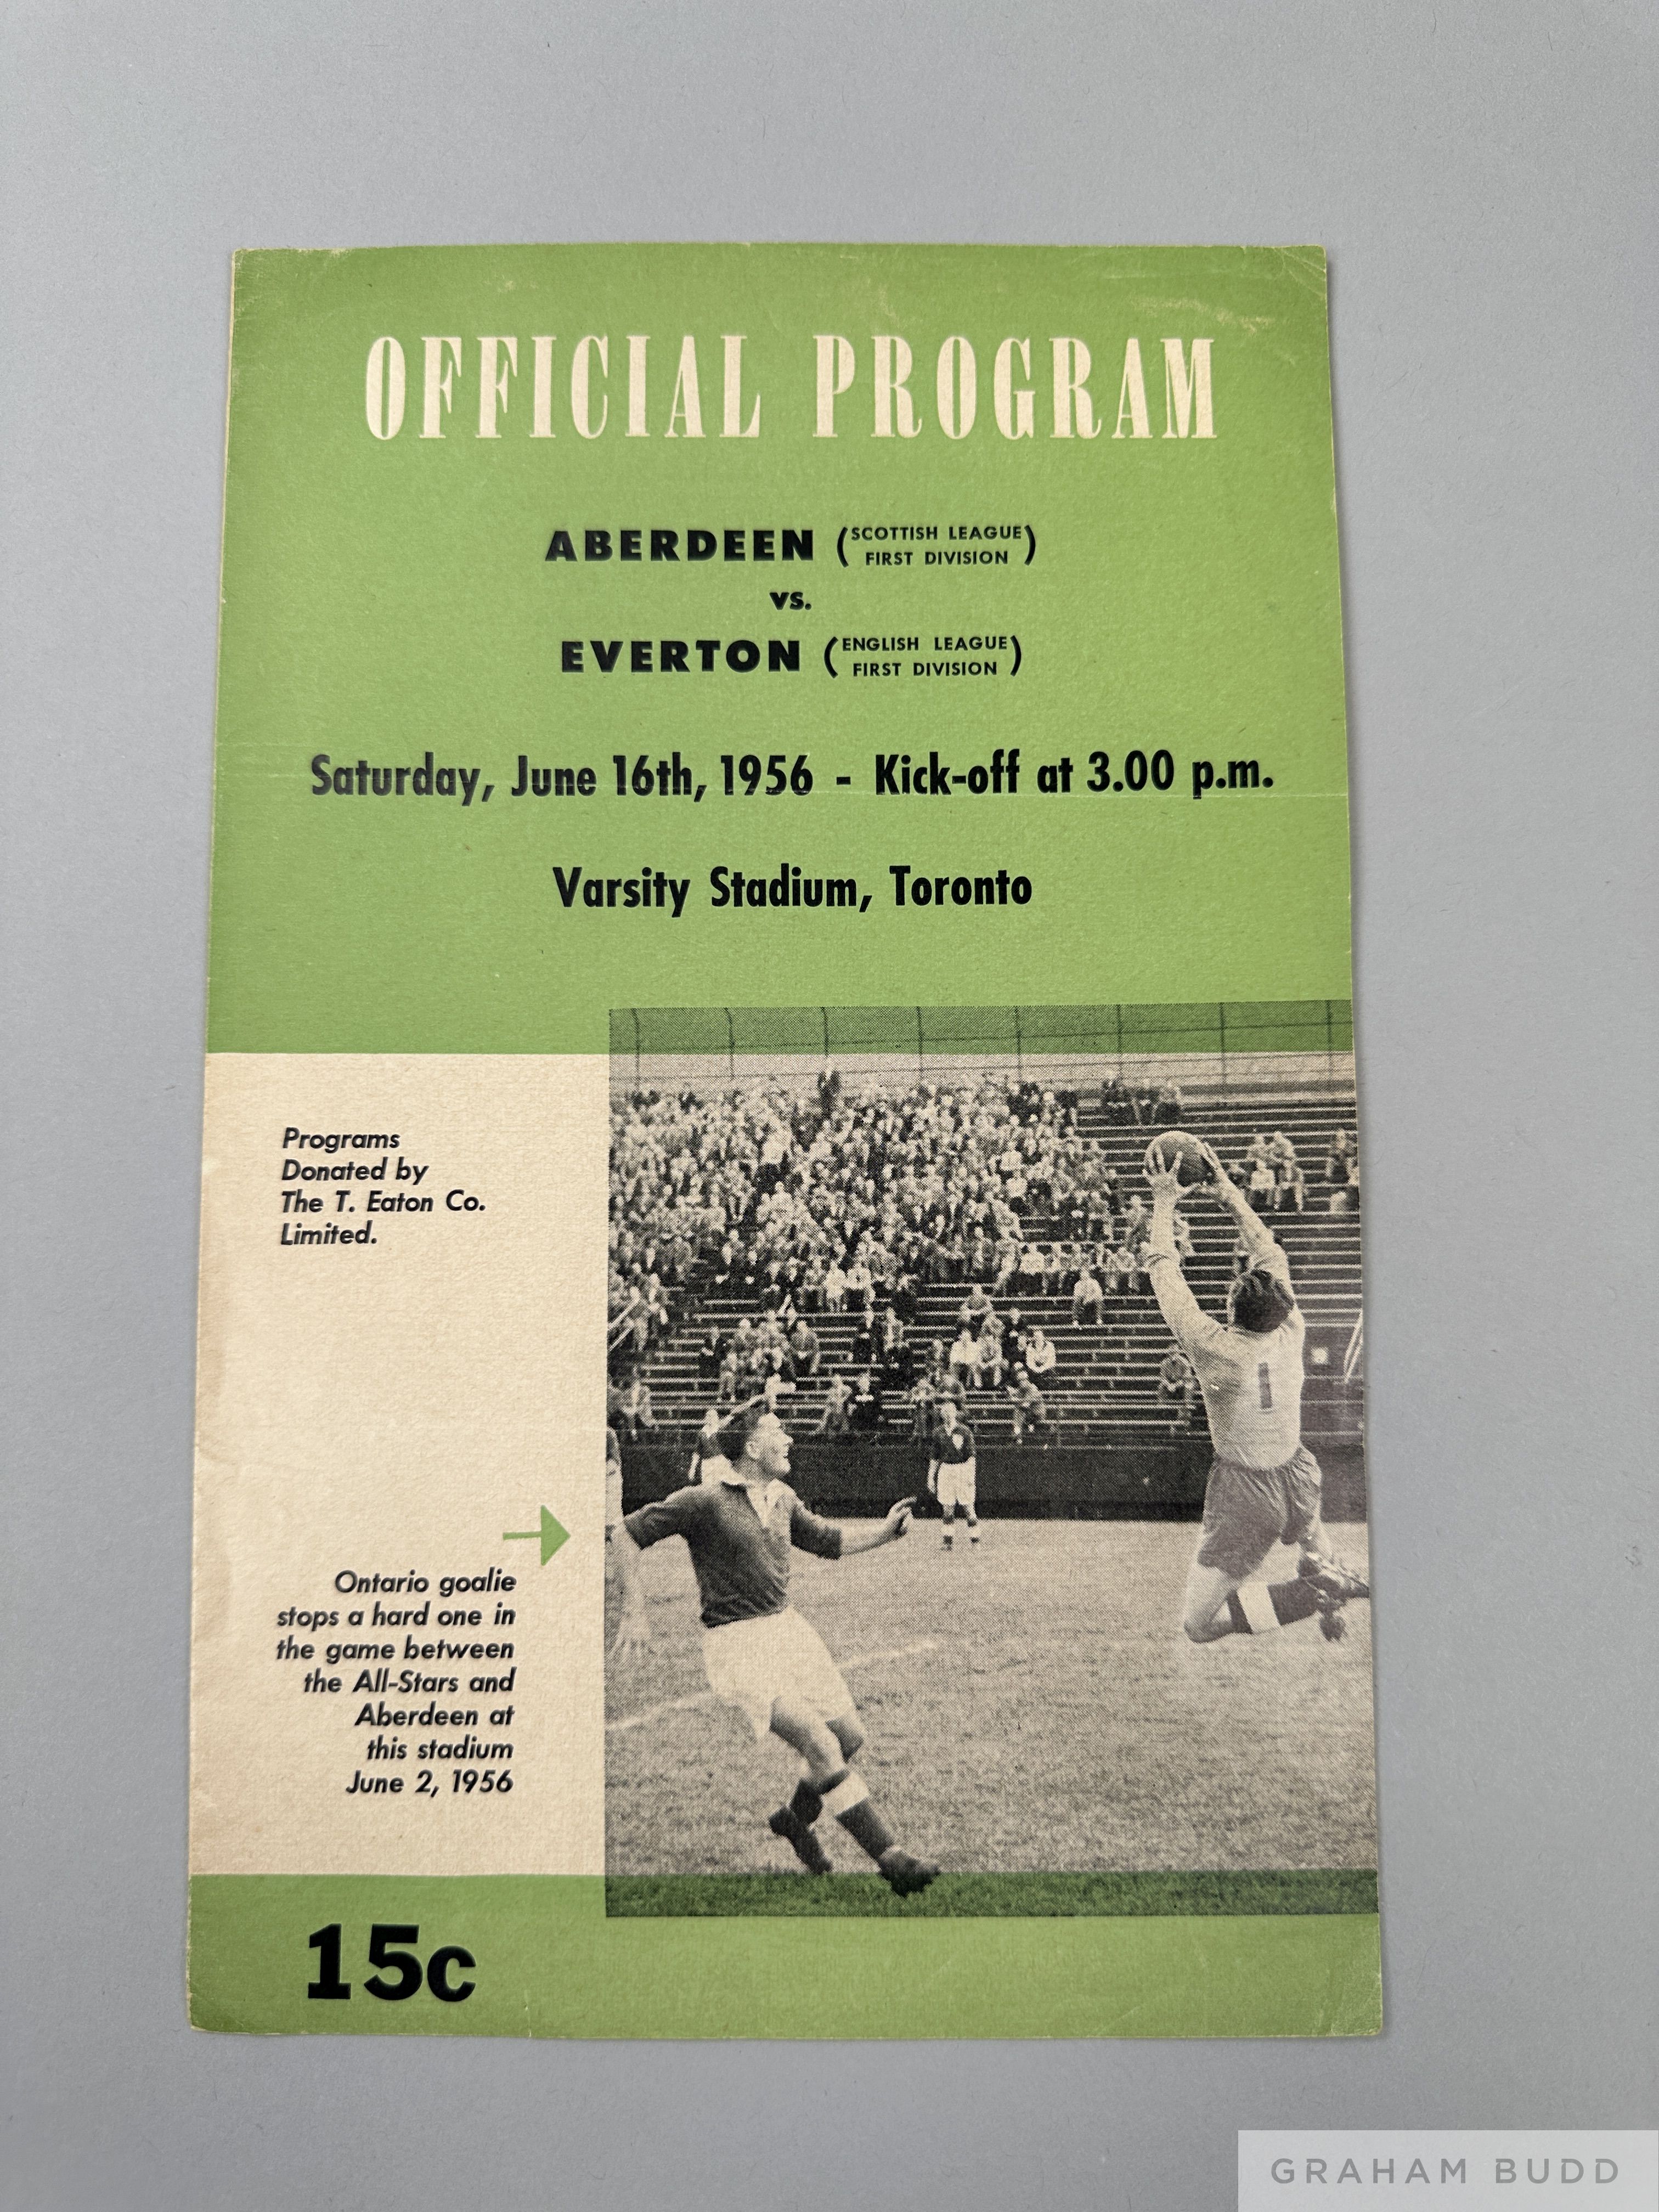 OFFICIAL PROGRAM
ABERDEEN (SCOTTISH LEAGUE FIRST DIVISION)
VS.
EVERTON (ENGLISH LEAGUE FIRST DIVISION)
Saturday, June 16th, 1956 - Kick-off at 3.00 p.m.
Varsity Stadium, Toronto
Programs
Donated by
The T. Eaton Co.
Limited.
Ontario goalie
stops a hard one in
the game between
the All-Stars and
Aberdeen at
this stadium
June 2, 1956
1
15c
GRAHAM BUDD